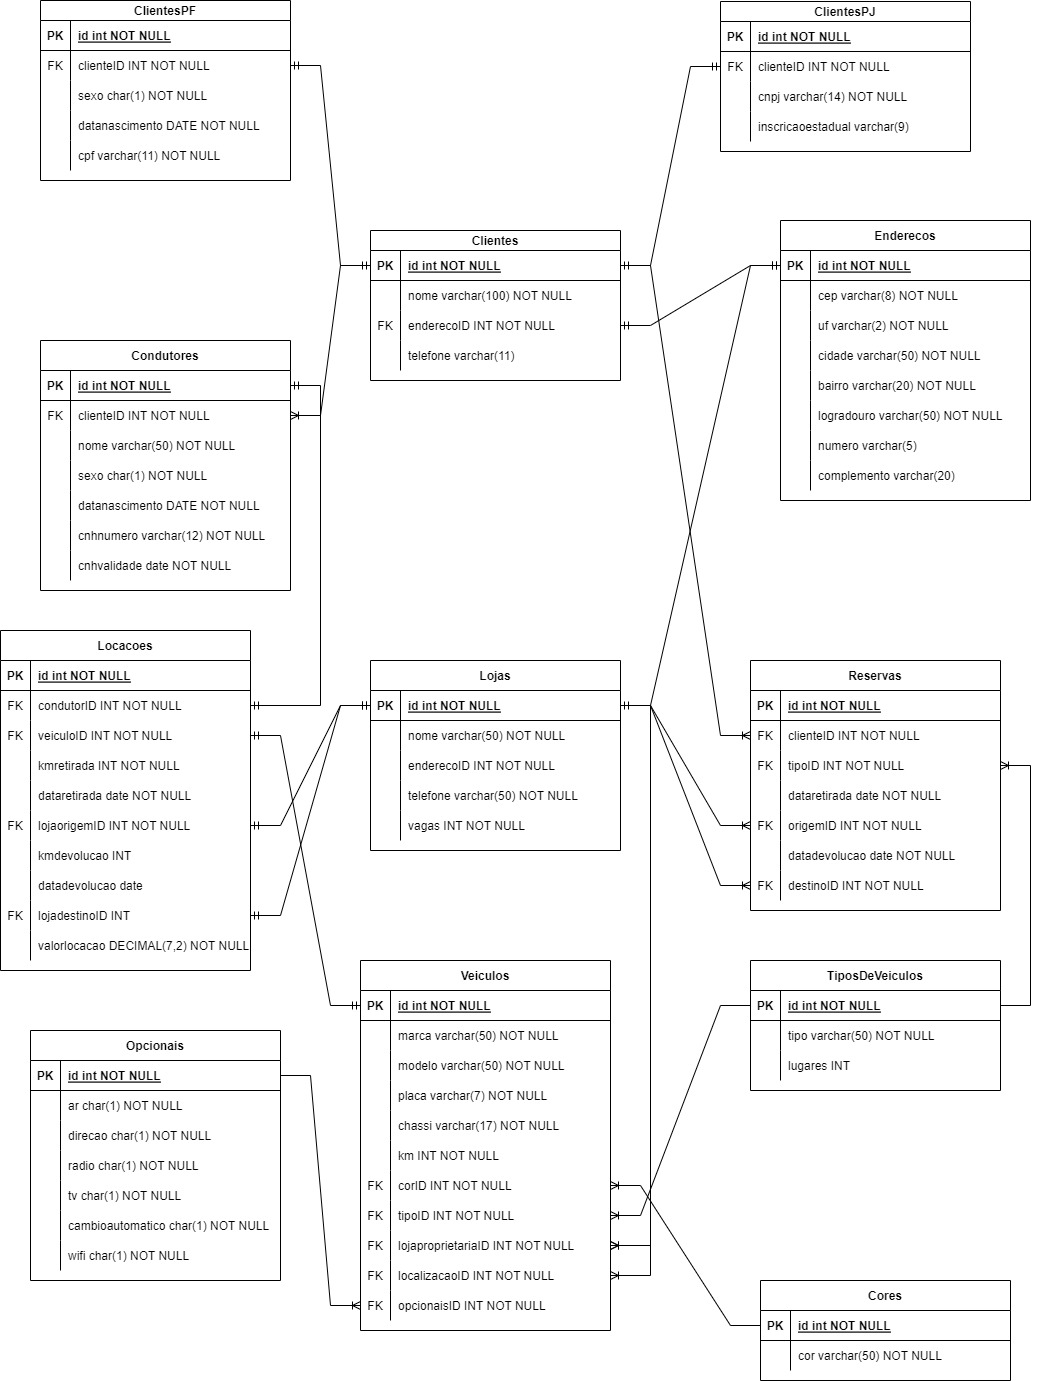 ClientesPF
PK id int NOT NULL
FK clienteID INT NOT NULL
sexo char(1) NOT NULL
datanascimento DATE NOT NULL
cpf varchar(11) NOT NULL
ClientesPJ
PK id int NOT NULL
FK clienteID INT NOT NULL
cnpj varchar(14) NOT NULL
inscricaoestadual varchar(9)
Clientes
PK id int NOT NULL
nome varchar(100) NOT NULL
FK enderecoID INT NOT NULL
telefone varchar(11)
Enderecos
PK id int NOT NULL
cep varchar(8) NOT NULL
uf varchar(2) NOT NULL
cidade varchar(50) NOT NULL
bairro varchar(20) NOT NULL
logradouro varchar(50) NOT NULL
numero varchar(5)
complemento varchar(20)
Condutores
PK id int NOT NULL
FK clienteID INT NOT NULL
nome varchar(50) NOT NULL
sexo char(1) NOT NULL
datanascimento DATE NOT NULL
cnhnumero varchar(12) NOT NULL
cnhvalidade date NOT NULL
Locacoes
PK id int NOT NULL
FK condutorID INT NOT NULL
FK veiculoID INT NOT NULL
kmretirada INT NOT NULL
dataretirada date NOT NULL
FK lojaorigemID INT NOT NULL
kmdevolucao INT
datadevolucao date
FK lojadestinoID INT
valorlocacao DECIMAL(7,2) NOT NULL
Lojas
PK id int NOT NULL
nome varchar(50) NOT NULL
enderecoID INT NOT NULL
telefone varchar(50) NOT NULL
vagas INT NOT NULL
Reservas
PK id int NOT NULL
FK clienteID INT NOT NULL
FK tipoID INT NOT NULL
dataretirada date NOT NULL
FK origemID INT NOT NULL
datadevolucao date NOT NULL
FK destinoID INT NOT NULL
Veiculos
PK id int NOT NULL
marca varchar(50) NOT NULL
modelo varchar(50) NOT NULL
placa varchar(7) NOT NULL
chassi varchar(17) NOT NULL
km INT NOT NULL
FK corID INT NOT NULL
FK tipoID INT NOT NULL
FK lojaproprietariaID INT NOT NULL
FK localizacaoID INT NOT NULL
FK opcionaisID INT NOT NULL
TiposDeVeiculos
PK id int NOT NULL
tipo varchar(50) NOT NULL
lugares INT
Opcionais
PK id int NOT NULL
ar char(1) NOT NULL
direcao char(1) NOT NULL
radio char(1) NOT NULL
tv char(1) NOT NULL
cambioautomatico char(1) NOT NULL
wifi char(1) NOT NULL
Cores
PK id int NOT NULL
cor varchar(50) NOT NULL